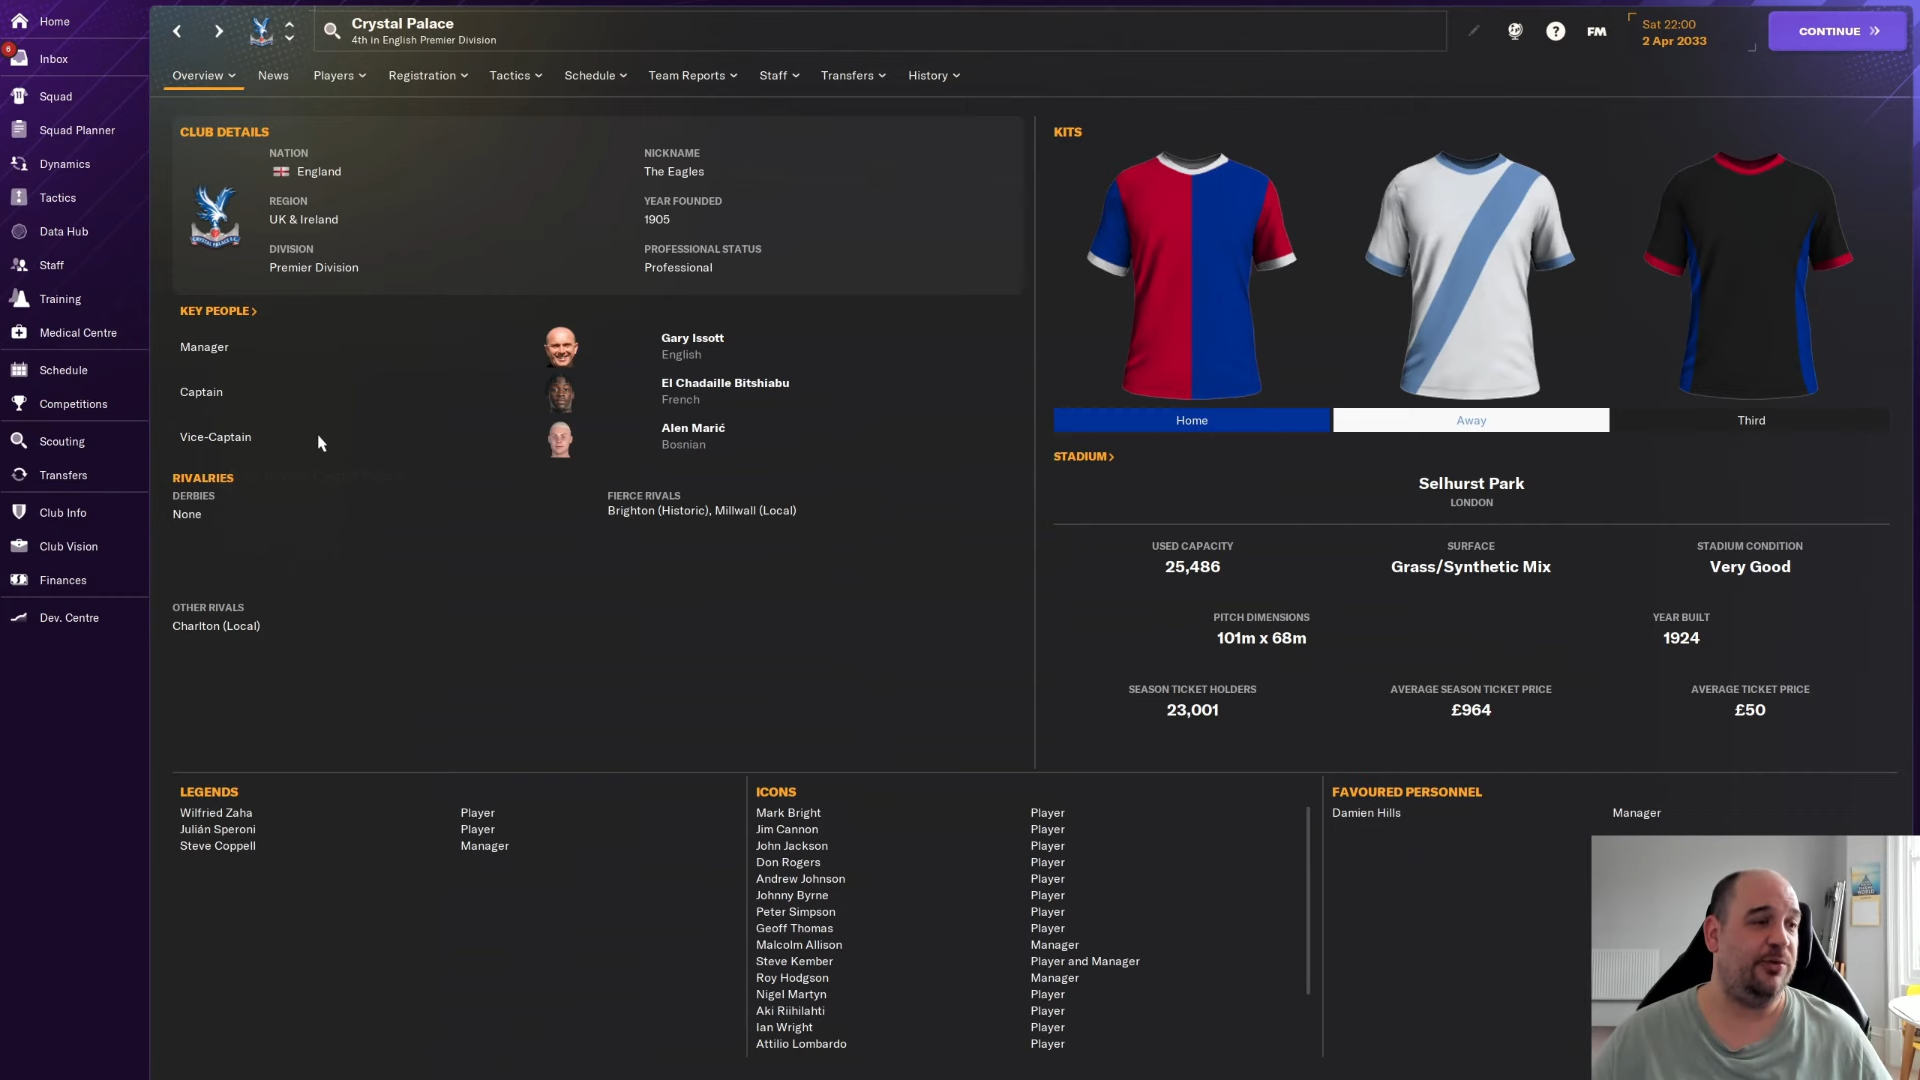 Home
6
Inbox
Squad
Squad Planner
Dynamics
Tactics
Data Hub
Staff
Training
Medical Centre
Schedule
Competitions
Scouting
Transfers
Club Info
Club Vision
Finances
Dev. Centre
Crystal Palace
4th in English Premier Division
? FM
Sat 22:00
2 Apr 2033
CONTINUE
Overview News Players Registration Tactics Schedule Team Reports Staff Transfers History
CLUB DETAILS
NATION
England
REGION
UK & Ireland
DIVISION
Premier Division
NICKNAME
The Eagles
YEAR FOUNDED
1905
PROFESSIONAL STATUS
Professional
KEY PEOPLE >
Manager
Gary Issott
English
Captain
El Chadaille Bitshiabu
French
Vice-Captain
Alen Marić
Bosnian
RIVALRIES
DERBIES
None
FIERCE RIVALS
Brighton (Historic), Millwall (Local)
OTHER RIVALS
Charlton (Local)
KITS
Home Away Third
STADIUM >
Selhurst Park
LONDON
USED CAPACITY
25,486
SURFACE
Grass/Synthetic Mix
STADIUM CONDITION
Very Good
PITCH DIMENSIONS
101m x 68m
YEAR BUILT
1924
SEASON TICKET HOLDERS
23,001
AVERAGE SEASON TICKET PRICE
£964
AVERAGE TICKET PRICE
£50
LEGENDS
Wilfried Zaha Player
Julián Speroni Player
Steve Coppell Manager
ICONS
Mark Bright Player
Jim Cannon Player
John Jackson Player
Don Rogers Player
Andrew Johnson Player
Johnny Byrne Player
Peter Simpson Player
Geoff Thomas Player
Malcolm Allison Manager
Steve Kember Player and Manager
Roy Hodgson Manager
Nigel Martyn Player
Aki Riihilahti Player
Ian Wright Player
Attilio Lombardo Player
FAVOURED PERSONNEL
Damien Hills Manager